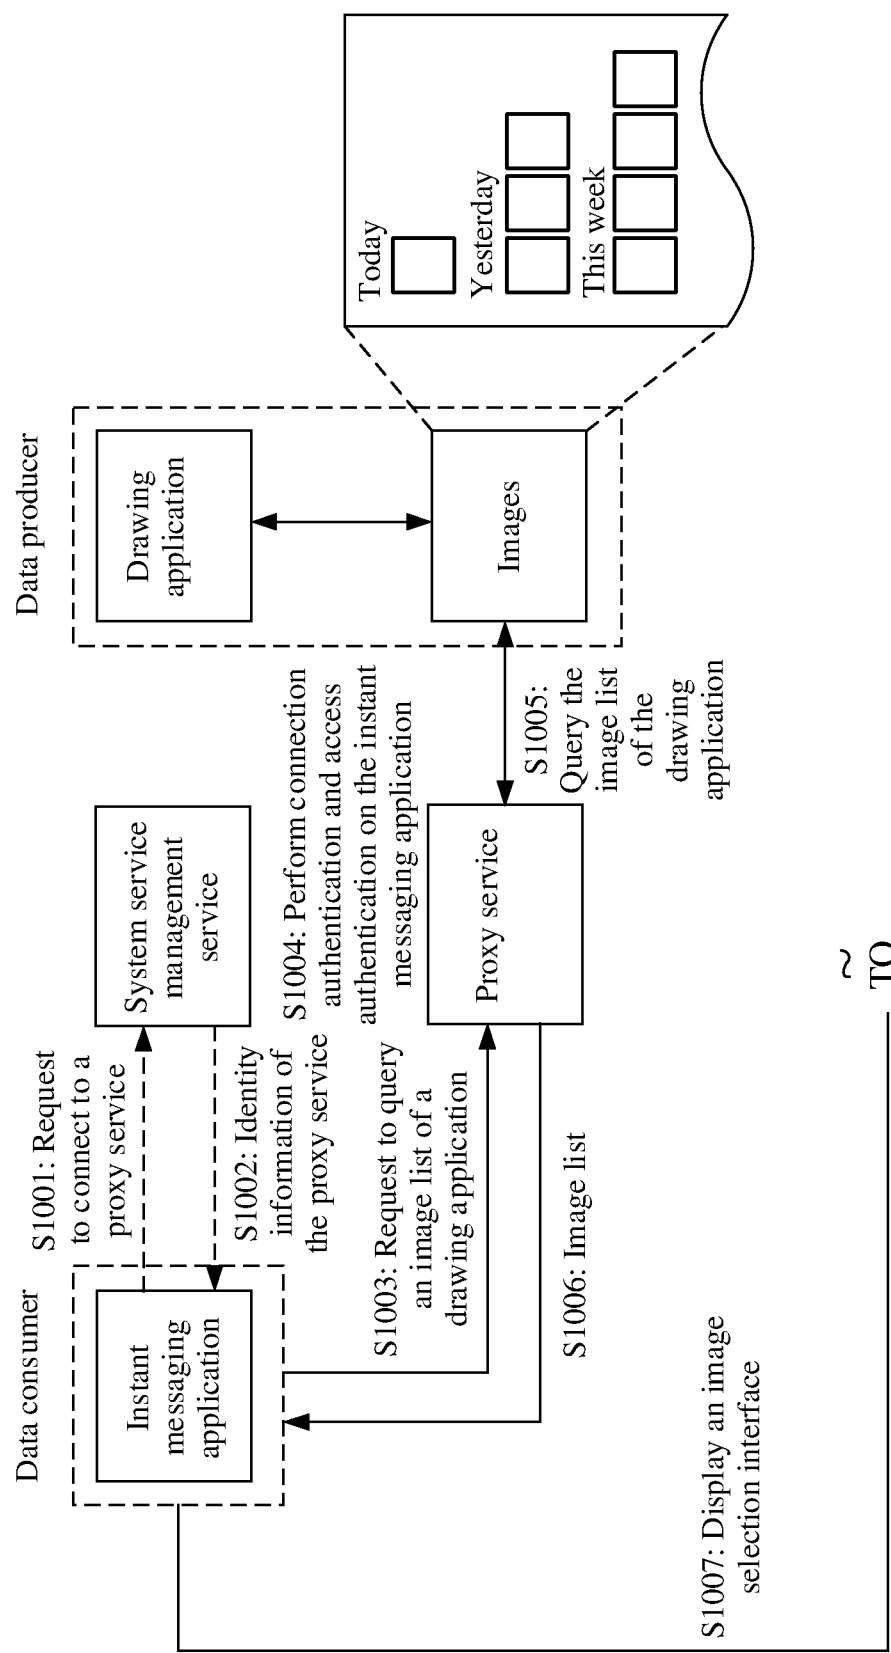 Data consumer
Instant
messaging
application
S1001: Request
to connect to a
proxy service
S1002: Identity
information of
the proxy service
System service
management
service
Data producer
Drawing
application
S1003: Request to query
an image list of a
drawing application
S1004: Perform connection
authentication and access
authentication on the instant
messaging application
Proxy service
S1005:
Query the
image list
of the
drawing
application
Images
Today
Yesterday
This week
S1006: Image list
S1007: Display an image
selection interface
~
TO